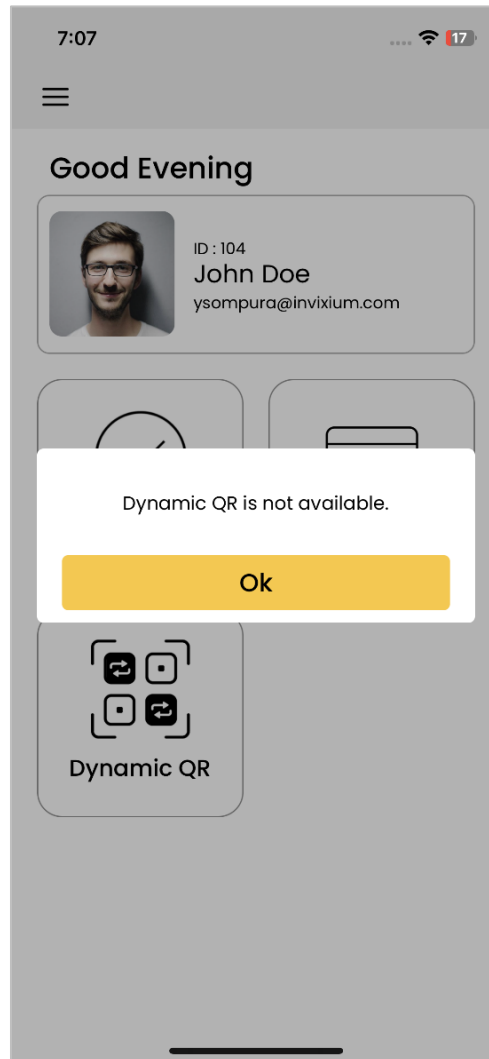 7:07
17
Good Evening
ID : 104
John Doe
ysompura@invixium.com
Dynamic QR is not available.
Ok
Dynamic QR